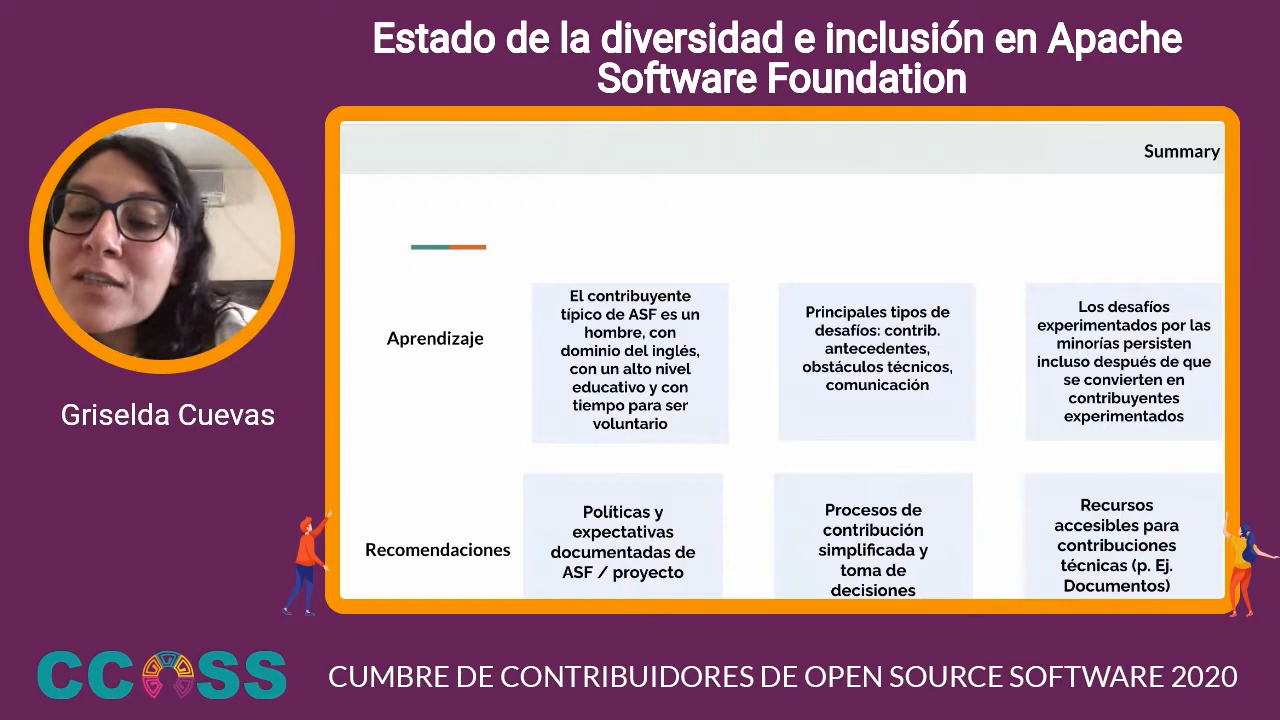 Estado de la diversidad e inclusión en Apache
Software Foundation
Summary
Aprendizaje
El contribuyente
típico de ASF es un
hombre, con
dominio del inglés,
con un alto nivel
educativo y con
tiempo para ser
voluntario
Principales tipos de
desafíos: contrib.
antecedentes,
obstáculos técnicos,
comunicación
Los desafíos
experimentados por las
minorías persisten
incluso después de que
se convierten en
contribuyentes
experimentados
Recomendaciones
Políticas y
expectativas
documentadas de
ASF / proyecto
Procesos de
contribución
simplificada y
toma de
decisiones
Recursos
accesibles para
contribuciones
técnicas (p. Ej.
Documentos)
Griselda Cuevas
CCOSS
CUMBRE DE CONTRIBUIDORES DE OPEN SOURCE SOFTWARE 2020